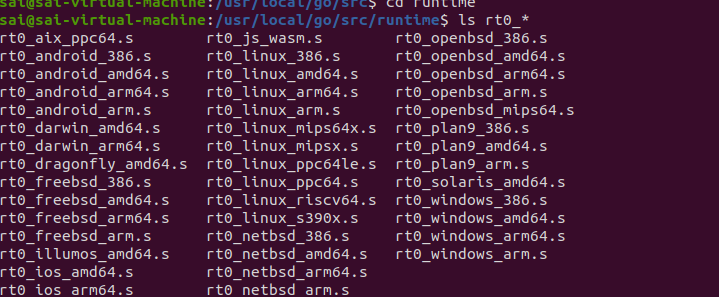 sai@sai-virtual-machine:/usr/local/go/src$ cd runtime
sai@sai-virtual-machine:/usr/local/go/src/runtime$ ls rt0_*
rt0_aix_ppc64.s rt0_js_wasm.s rt0_openbsd_386.s
rt0_android_386.s rt0_linux_386.s rt0_openbsd_amd64.s
rt0_android_amd64.s rt0_linux_amd64.s rt0_openbsd_arm64.s
rt0_android_arm64.s rt0_linux_arm64.s rt0_openbsd_arm.s
rt0_android_arm.s rt0_linux_arm.s rt0_openbsd_mips64.s
rt0_darwin_amd64.s rt0_linux_mips64x.s rt0_plan9_386.s
rt0_darwin_arm64.s rt0_linux_mipsx.s rt0_plan9_amd64.s
rt0_dragonfly_amd64.s rt0_linux_ppc64le.s rt0_plan9_arm.s
rt0_freebsd_386.s rt0_linux_ppc64.s rt0_solaris_amd64.s
rt0_freebsd_amd64.s rt0_linux_riscv64.s rt0_windows_386.s
rt0_freebsd_arm64.s rt0_linux_s390x.s rt0_windows_amd64.s
rt0_freebsd_arm.s rt0_netbsd_386.s rt0_windows_arm64.s
rt0_illumos_amd64.s rt0_netbsd_amd64.s rt0_windows_arm.s
rt0_ios_amd64.s rt0_netbsd_arm64.s
rt0_ios_arm64.s rt0_netbsd_arm.s